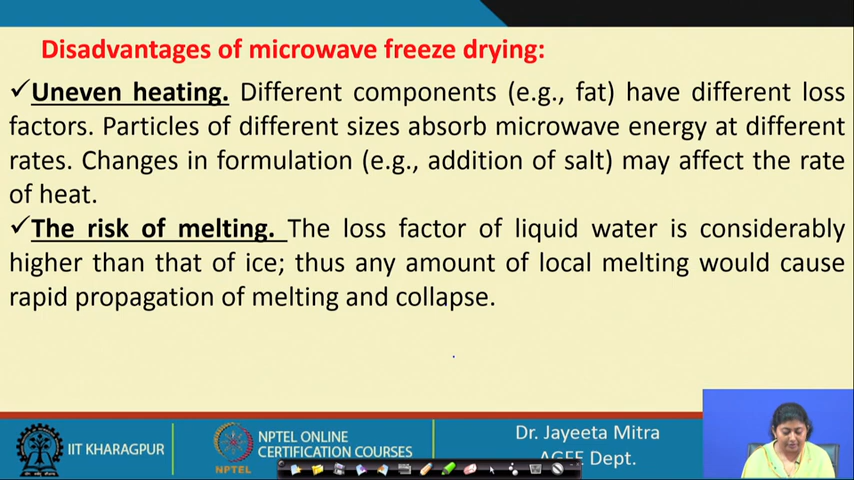 Disadvantages of microwave freeze drying:
✓Uneven heating. Different components (e.g., fat) have different loss
factors. Particles of different sizes absorb microwave energy at different
rates. Changes in formulation (e.g., addition of salt) may affect the rate
of heat.
✓The risk of melting. The loss factor of liquid water is considerably
higher than that of ice; thus any amount of local melting would cause
rapid propagation of melting and collapse.
IIT KHARAGPUR
NPTEL
NPTEL ONLINE
CERTIFICATION COURSES
Dr. Jayeeta Mitra
AGFE Dept.